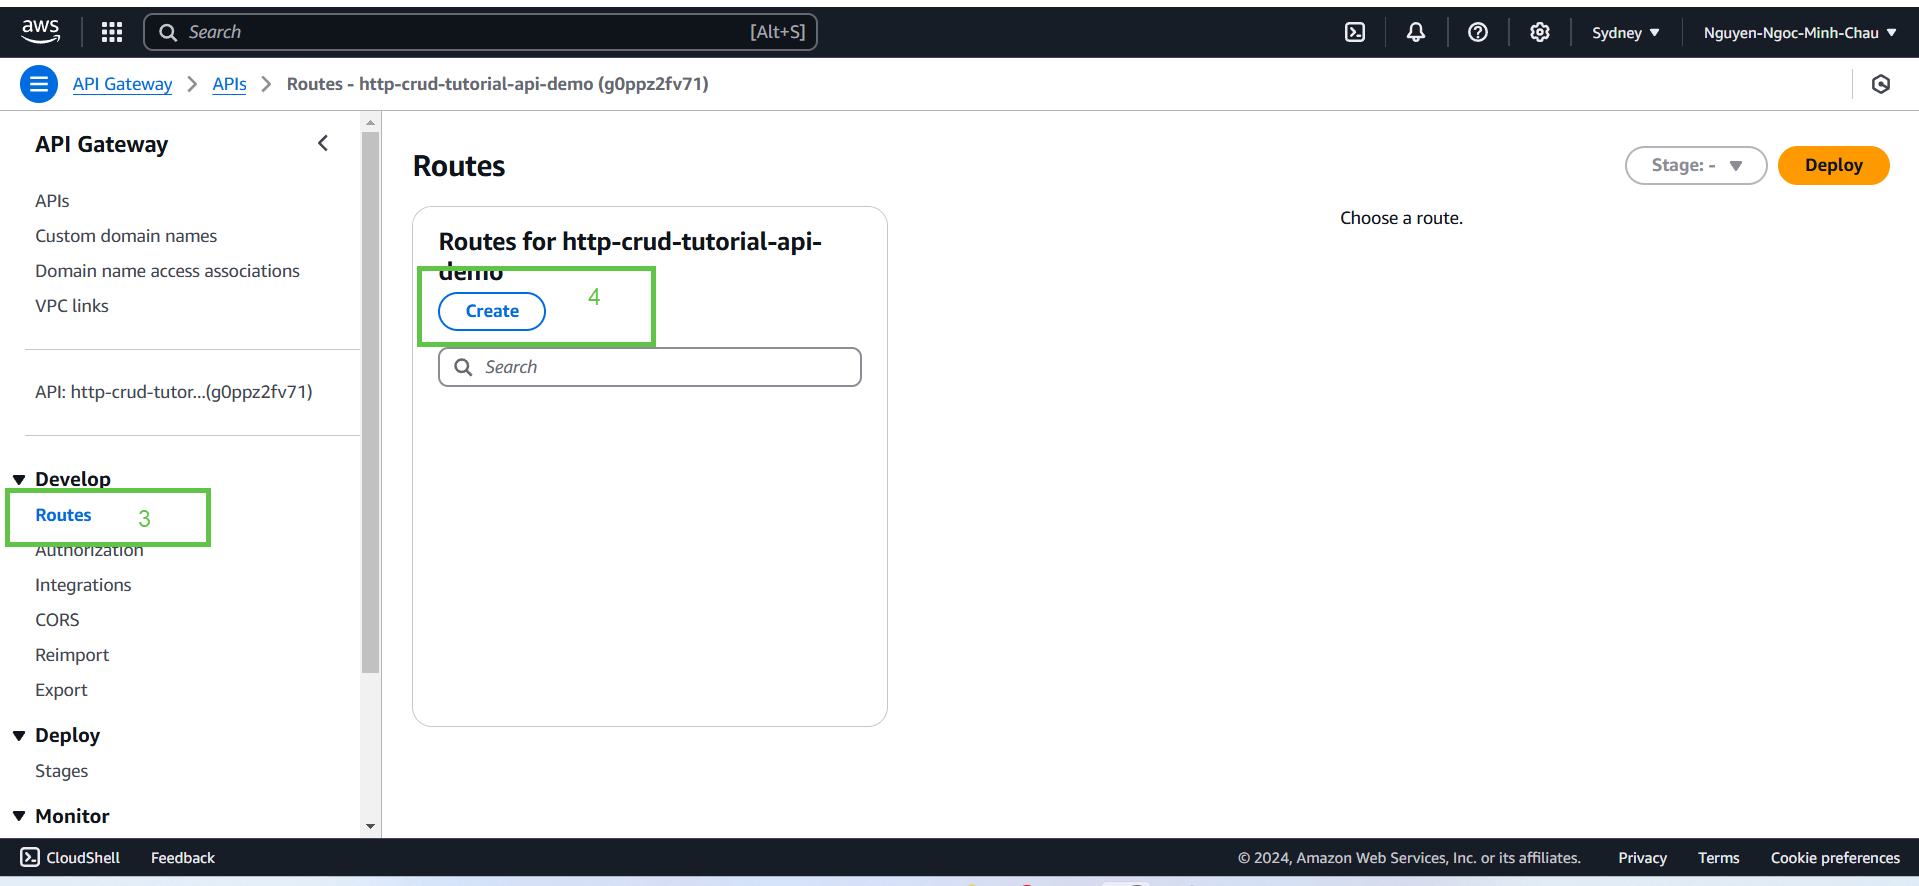 aws
Search [Alt+S]
Sydney
Nguyen-Ngoc-Minh-Chau
API Gateway
APIs
Routes - http-crud-tutorial-api-demo (g0ppz2fv71)
API Gateway
APIs
Custom domain names
Domain name access associations
VPC links
API: http-crud-tutor...(g0ppz2fv71)
Develop
Routes 3
Authorization
Integrations
CORS
Reimport
Export
Deploy
Stages
Monitor
Routes
Stage: -
Deploy
Routes for http-crud-tutorial-api-
demo
Create 4
Search
Choose a route.
CloudShell
Feedback
© 2024, Amazon Web Services, Inc. or its affiliates.
Privacy
Terms
Cookie preferences